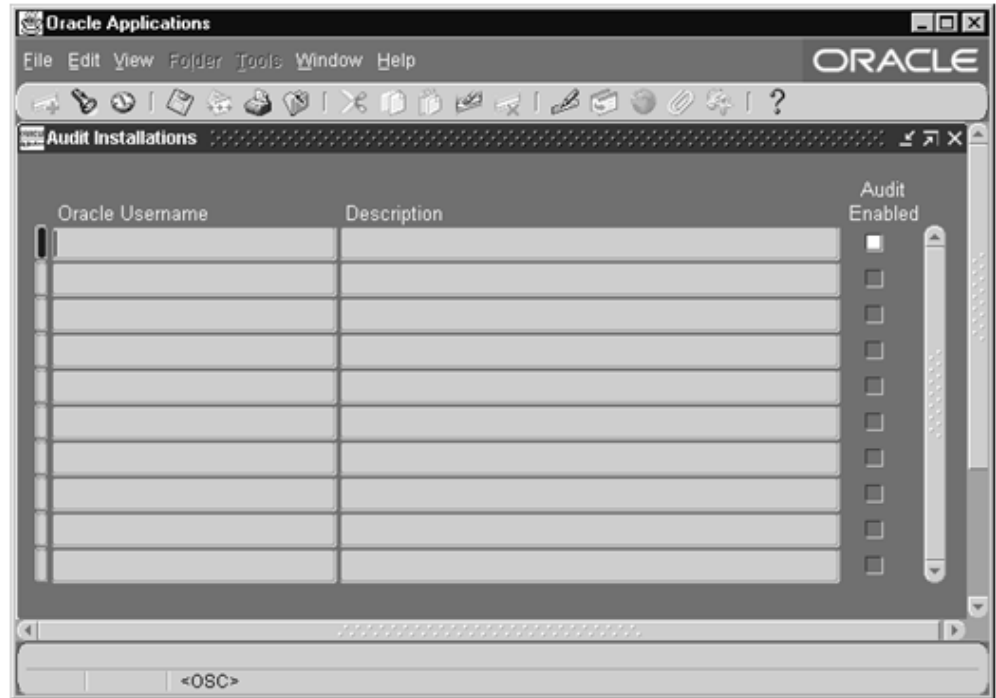 Oracle Applications
File Edit View Folder Tools Window Help
ORACLE
?
Audit Installations
Oracle Username Description Audit Enabled
<OSC>